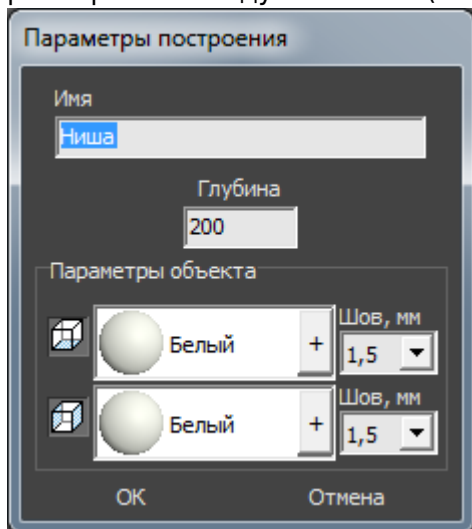 Параметры построения
Имя
Ниша
Глубина
200
Параметры объекта
Шов, мм
Белый + 1,5
Шов, мм
Белый + 1,5
ОК Отмена